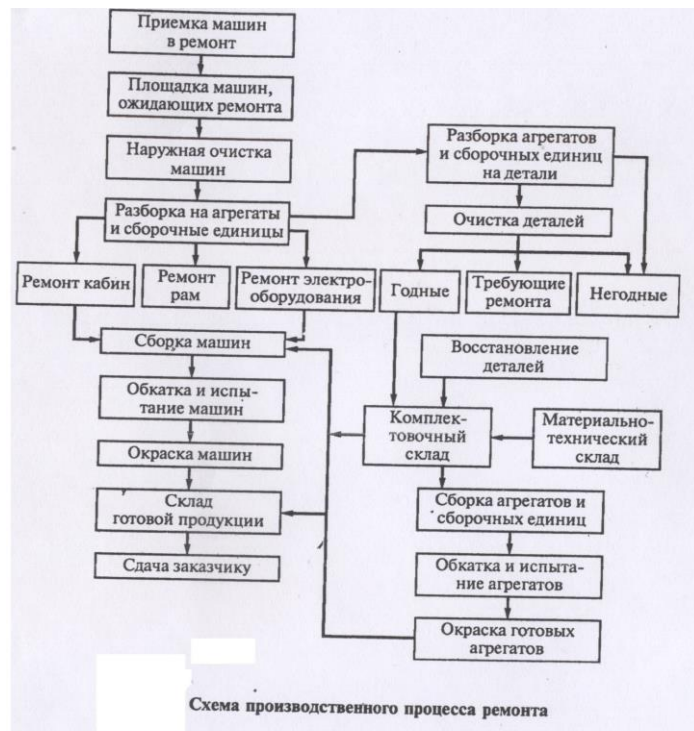 Приемка машин
в ремонт
Площадка машин,
ожидающих ремонта
Наружная очистка
машин
Разборка на агрегаты
и сборочные единицы
Разборка агрегатов
и сборочных единиц
на детали
Очистка деталей
Ремонт кабин
Ремонт
рам
Ремонт электро-
оборудования
Годные
Требующие
ремонта
Негодные
Сборка машин
Восстановление
деталей
Обкатка и испы-
тание машин
Комплек-
товочный
склад
Материально-
технический
склад
Окраска машин
Склад
готовой продукции
Сборка агрегатов и
сборочных единиц
Сдача заказчику
Обкатка и испыта-
ние агрегатов
Окраска готовых
агрегатов
Схема производственного процесса ремонта